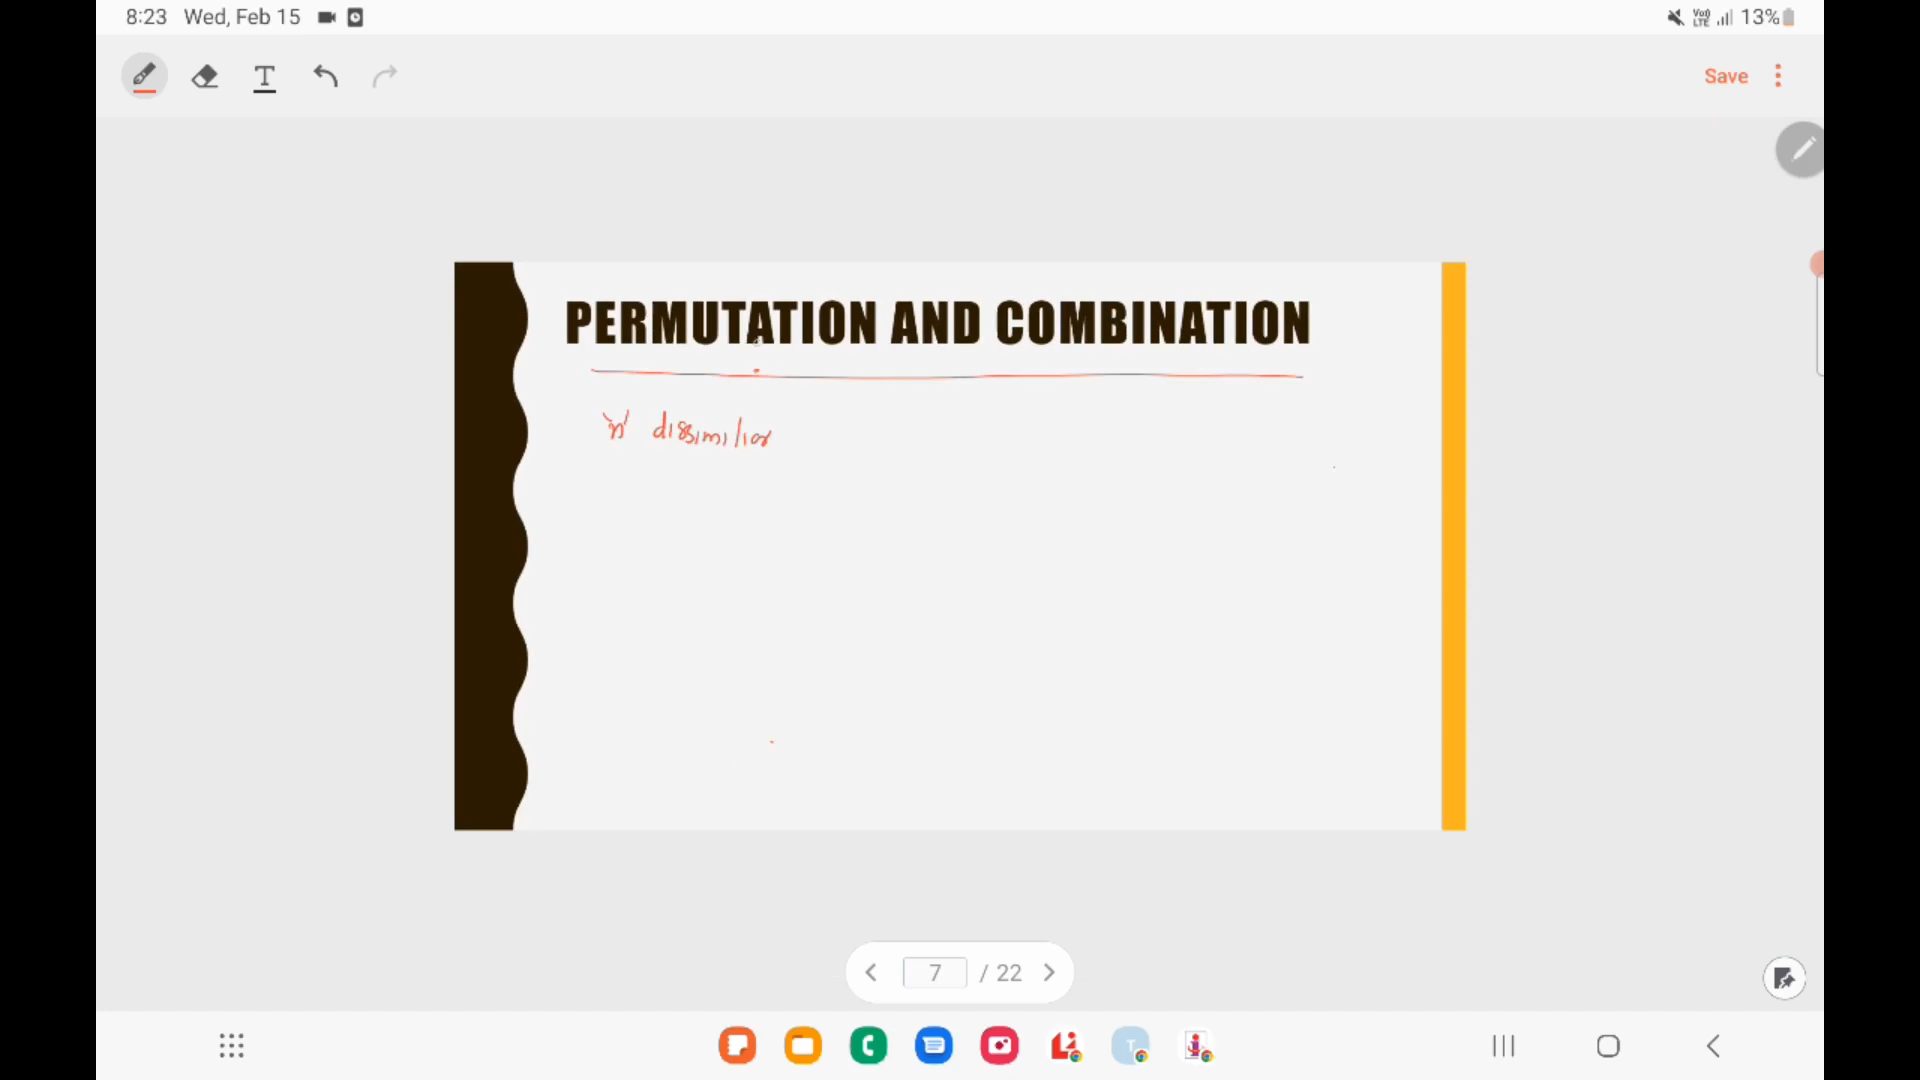 8:23 Wed, Feb 15 13%
T Save
PERMUTATION AND COMBINATION
'n' dissimilar
7 / 22